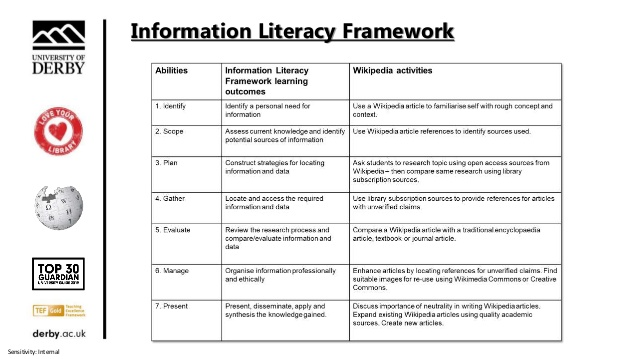 Information Literacy Framework
UNIVERSITY OF
DERBY
LOVE YOUR
LIBRARY
TOP 30
GUARDIAN
TEF Gold
Teaching
Excellence
Framework
derby.ac.uk
Sensitivity: Internal
Abilities
Information Literacy
Framework learning
outcomes
Wikipedia activities
1. Identify
Identify a personal need for
information
Use a Wikipedia article to familiarise self with rough concept and
context.
2. Scope
Assess current knowledge and identify
potential sources of information
Use Wikipedia article references to identify sources used.
3. Plan
Construct strategies for locating
information and data
Ask students to research topic using open access sources from
Wikipedia – then compare same research using library
subscription sources.
4. Gather
Locate and access the required
information and data
Use library subscription sources to provide references for articles
with unverified claims.
5. Evaluate
Review the research process and
compare/evaluate information and
data
Compare a Wikipedia article with a traditional encyclopaedia
article, textbook or journal article.
6. Manage
Organise information professionally
and ethically
Enhance articles by locating references for unverified claims. Find
suitable images for re-use using Wikimedia Commons or Creative
Commons.
7. Present
Present, disseminate, apply and
synthesis the knowledge gained.
Discuss importance of neutrality in writing Wikipedia articles.
Expand existing Wikipedia articles using quality academic
sources. Create new articles.